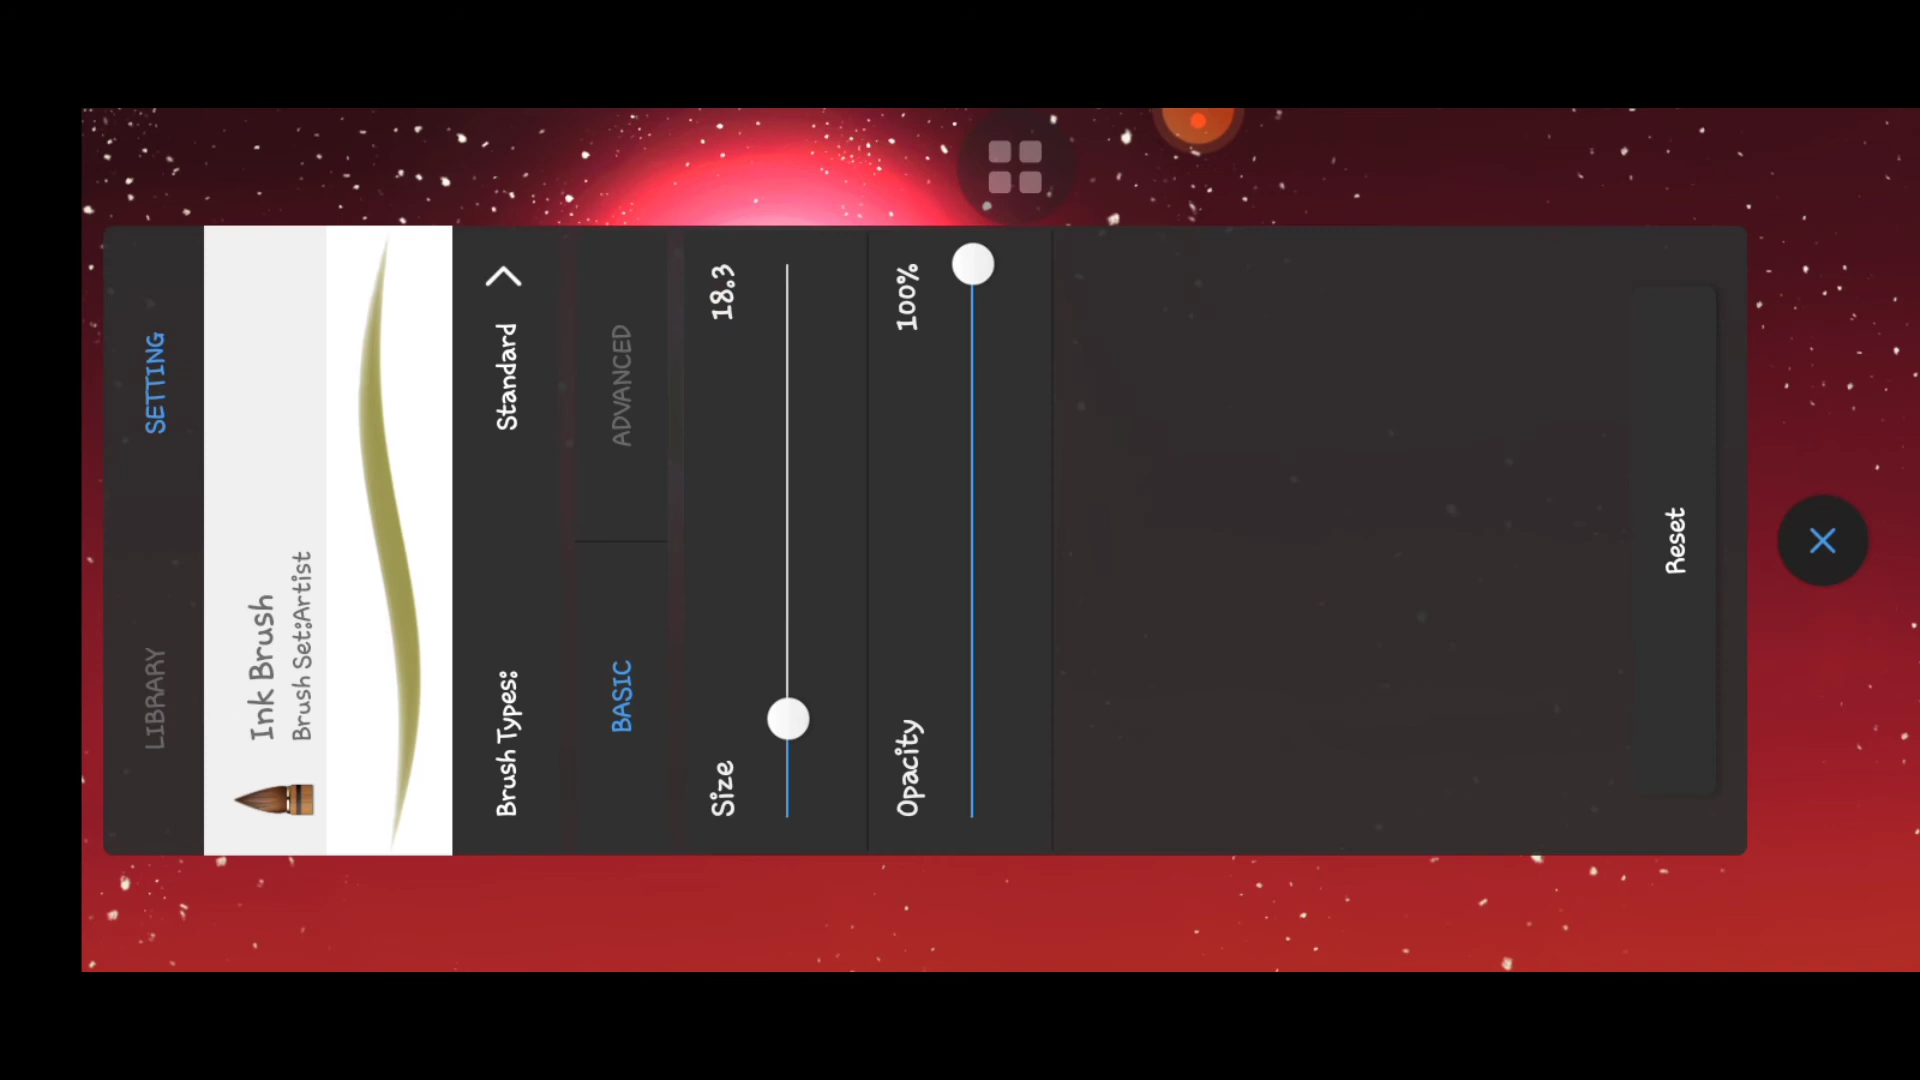 LIBRARY SETTING
Ink Brush
Brush Set:Artist
Brush Types: Standard
BASIC ADVANCED
Size 18.3
Opacity 100%
Reset